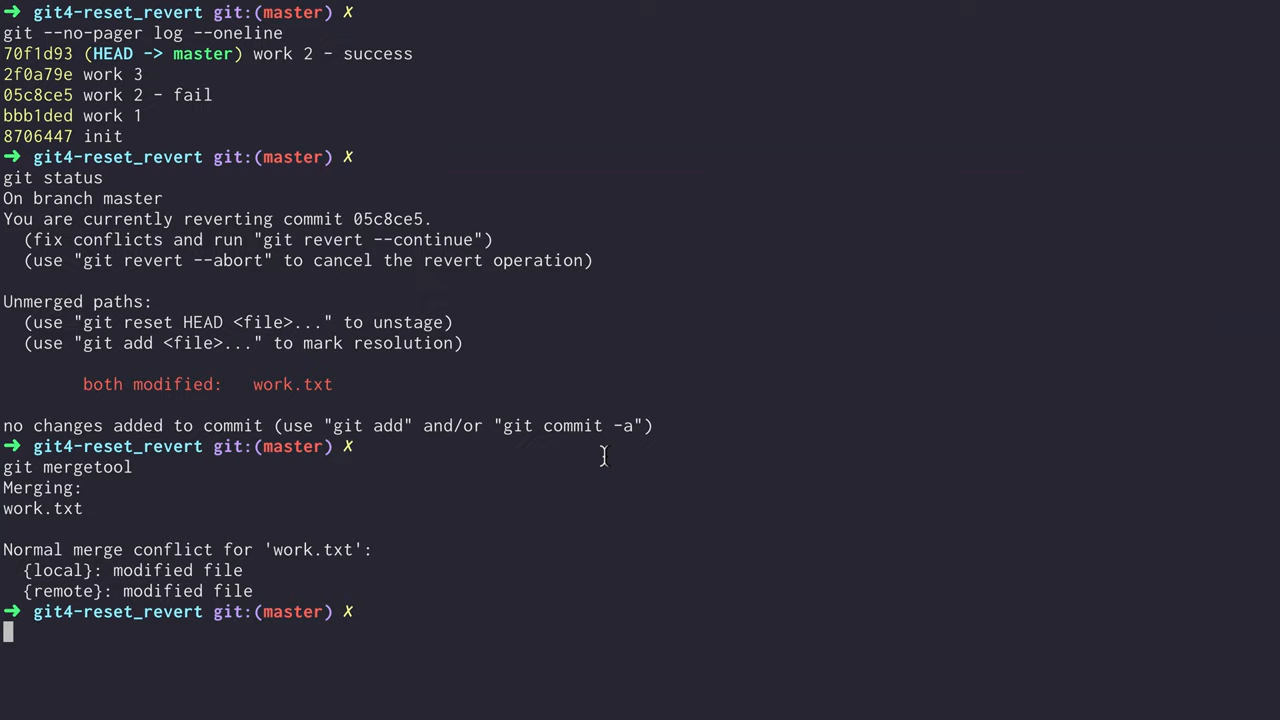 ➜ git4-reset_revert git:(master) ✗
git --no-pager log --oneline
70f1d93 (HEAD -> master) work 2 - success
2f0a79e work 3
05c8ce5 work 2 - fail
bbb1ded work 1
8706447 init
➜ git4-reset_revert git:(master) ✗
git status
On branch master
You are currently reverting commit 05c8ce5.
(fix conflicts and run "git revert --continue")
(use "git revert --abort" to cancel the revert operation)
Unmerged paths:
(use "git reset HEAD <file>..." to unstage)
(use "git add <file>..." to mark resolution)
both modified: work.txt
no changes added to commit (use "git add" and/or "git commit -a")
➜ git4-reset_revert git:(master) ✗
git mergetool
Merging:
work.txt
Normal merge conflict for 'work.txt':
{local}: modified file
{remote}: modified file
➜ git4-reset_revert git:(master) ✗